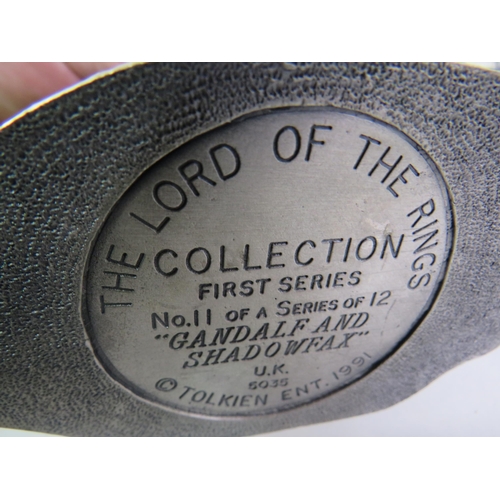 THE LORD OF THE RINGS
COLLECTION
FIRST SERIES
No. 11 OF A SERIES OF 12
"GANDALF AND
SHADOWFAX"
U.K.
5035
© TOLKIEN ENT. 1991